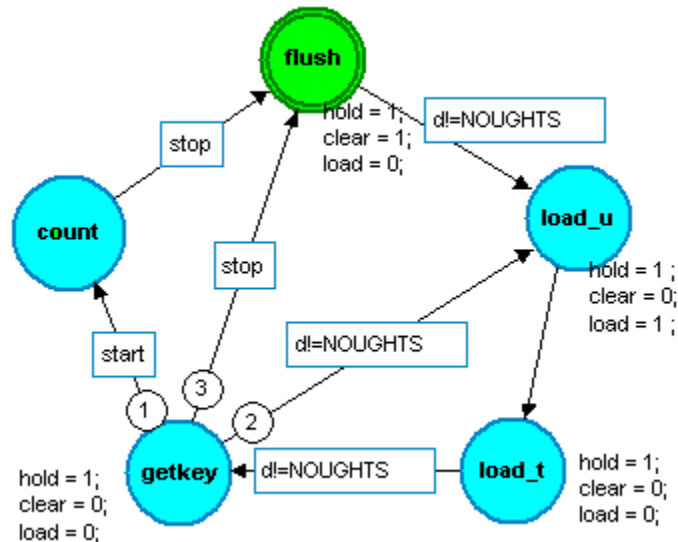 flush
hold = 1;
clear = 1;
load = 0;
d!=NOUGHTS
stop
count
load_u
hold = 1 ;
clear = 0;
load = 1 ;
stop
start
d!=NOUGHTS
3
1
2
getkey
hold = 1;
clear = 0;
load = 0;
d!=NOUGHTS
load_t
hold = 1;
clear = 0;
load = 0;